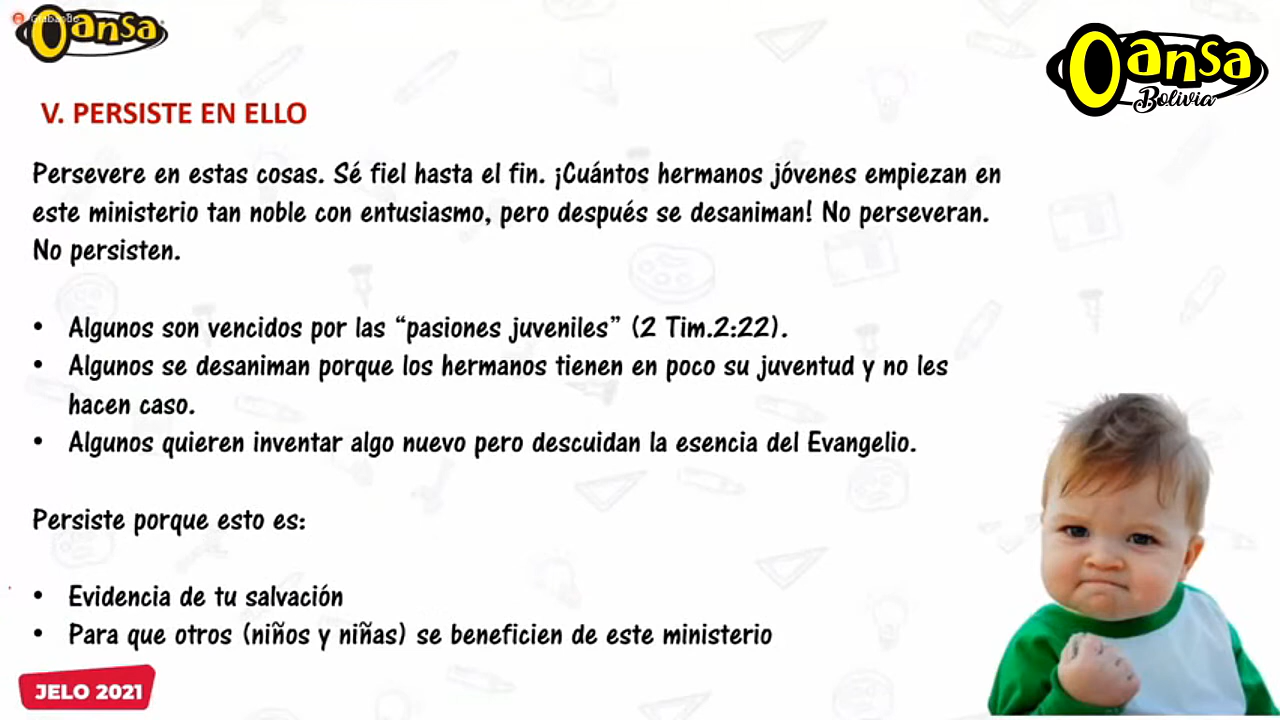 Oansa
Oansa
Bolivia
V. PERSISTE EN ELLO
Persevere en estas cosas. Sé fiel hasta el fin. ¡Cuántos hermanos jóvenes empiezan en
este ministerio tan noble con entusiasmo, pero después se desaniman! No perseveran.
No persisten.
• Algunos son vencidos por las “pasiones juveniles” (2 Tim.2:22).
• Algunos se desaniman porque los hermanos tienen en poco su juventud y no les
hacen caso.
• Algunos quieren inventar algo nuevo pero descuidan la esencia del Evangelio.
Persiste porque esto es:
• Evidencia de tu salvación
• Para que otros (niños y niñas) se beneficien de este ministerio
JELO 2021